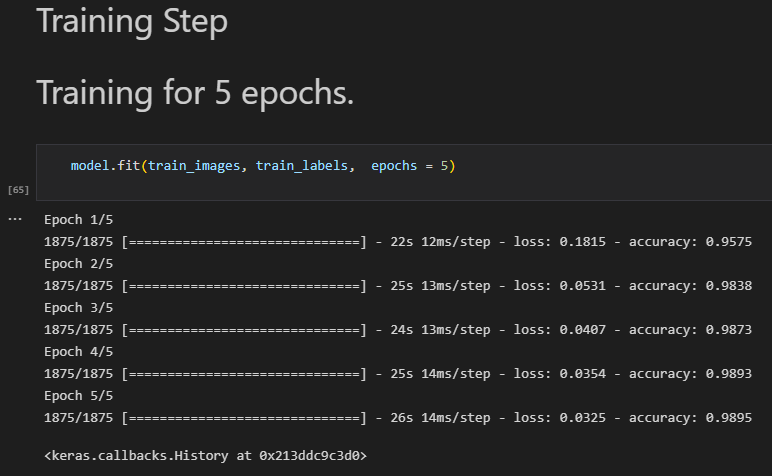 Training Step
Training for 5 epochs.
model.fit(train_images, train_labels,  epochs = 5)
[65]
...
Epoch 1/5
1875/1875 [==============================] - 22s 12ms/step - loss: 0.1815 - accuracy: 0.9575
Epoch 2/5
1875/1875 [==============================] - 25s 13ms/step - loss: 0.0531 - accuracy: 0.9838
Epoch 3/5
1875/1875 [==============================] - 24s 13ms/step - loss: 0.0407 - accuracy: 0.9873
Epoch 4/5
1875/1875 [==============================] - 25s 14ms/step - loss: 0.0354 - accuracy: 0.9893
Epoch 5/5
1875/1875 [==============================] - 26s 14ms/step - loss: 0.0325 - accuracy: 0.9895
<keras.callbacks.History at 0x213ddc9c3d0>